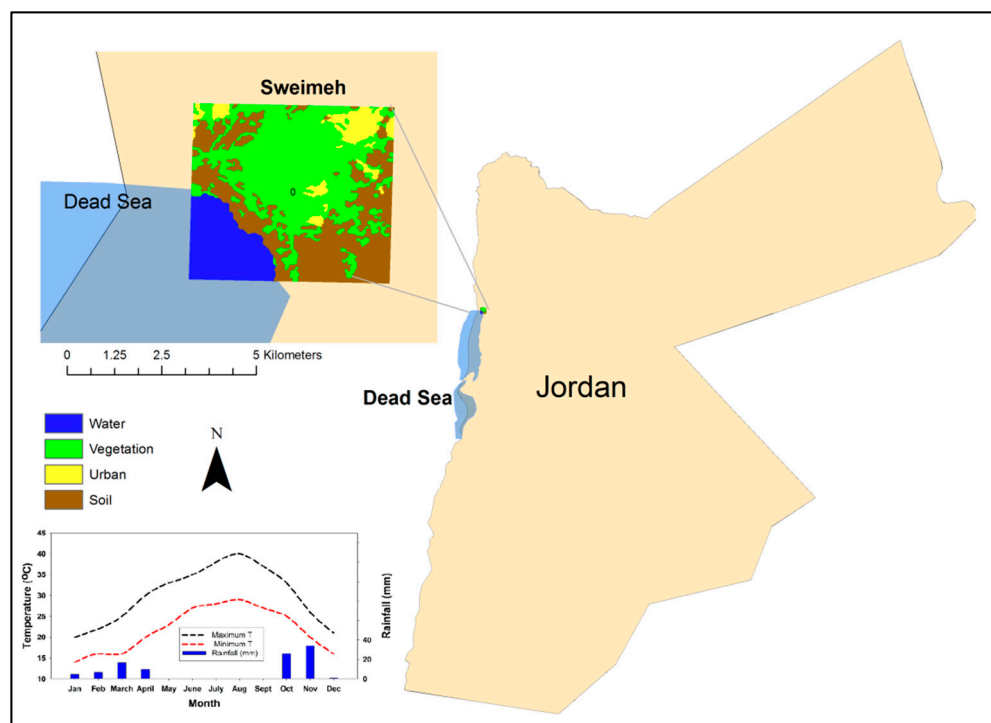 Sweimeh
Dead Sea
0 1.25 2.5 5 Kilometers
Water
Vegetation
Urban
Soil
N
Dead Sea
Jordan
45
40
35
30
25
20
15
10
Temperature (ºC)
Maximum T
Minimum T
Rainfall (mm)
40
20
0
Rainfall (mm)
Jan Feb March April May June July Aug Sept Oct Nov Dec
Month